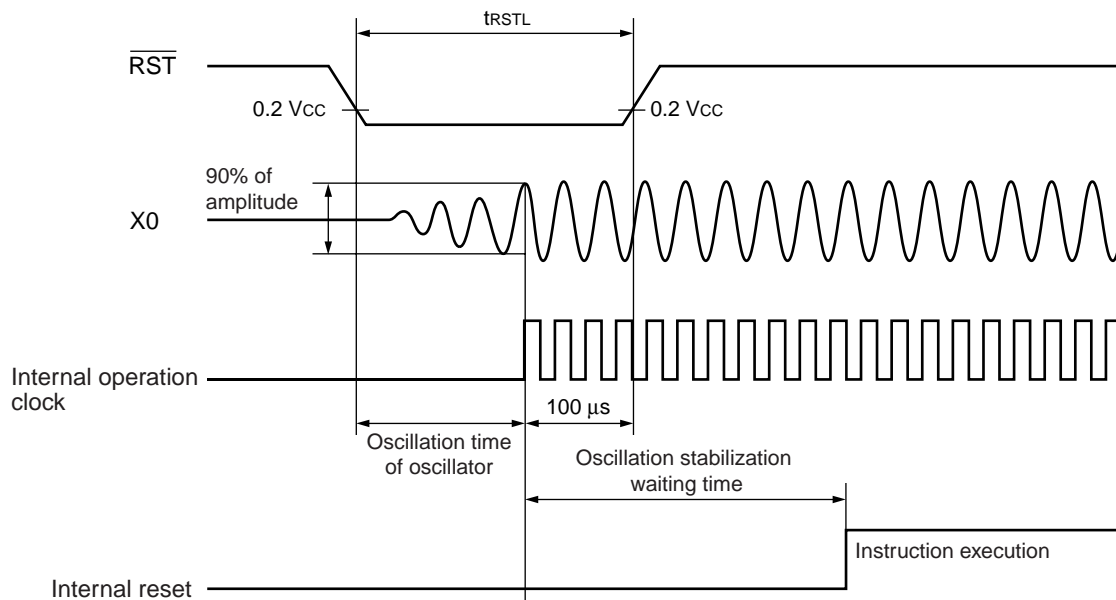 tRSTL
RST
0.2 VCC
0.2 VCC
90% of
amplitude
X0
Internal operation
clock
100 μs
Oscillation time
of oscillator
Oscillation stabilization
waiting time
Instruction execution
Internal reset